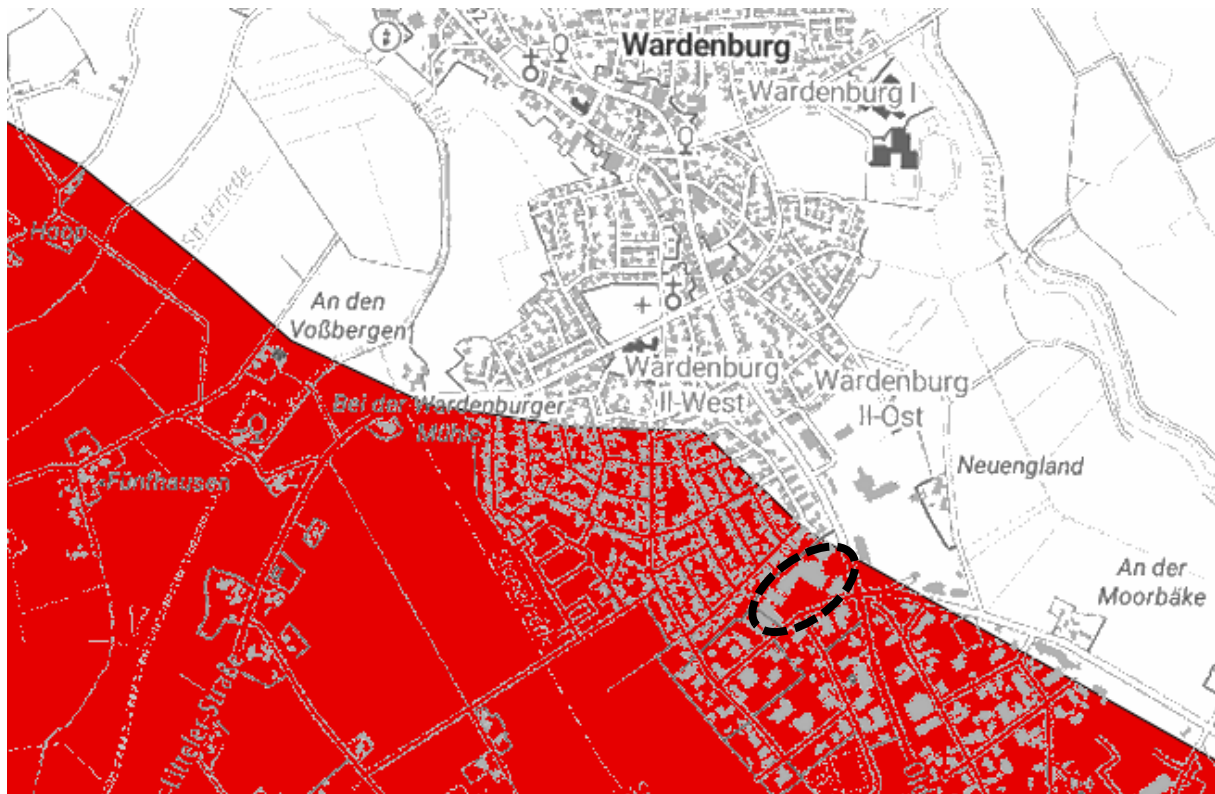 Wardenburg
Wardenburg I
Haop
An den
Voßbergen
Bei der Wardenburger
Mühle
Wardenburg
II-West
Wardenburg
II-Ost
Fünfhausen
Neuengland
An der
Moorbäke